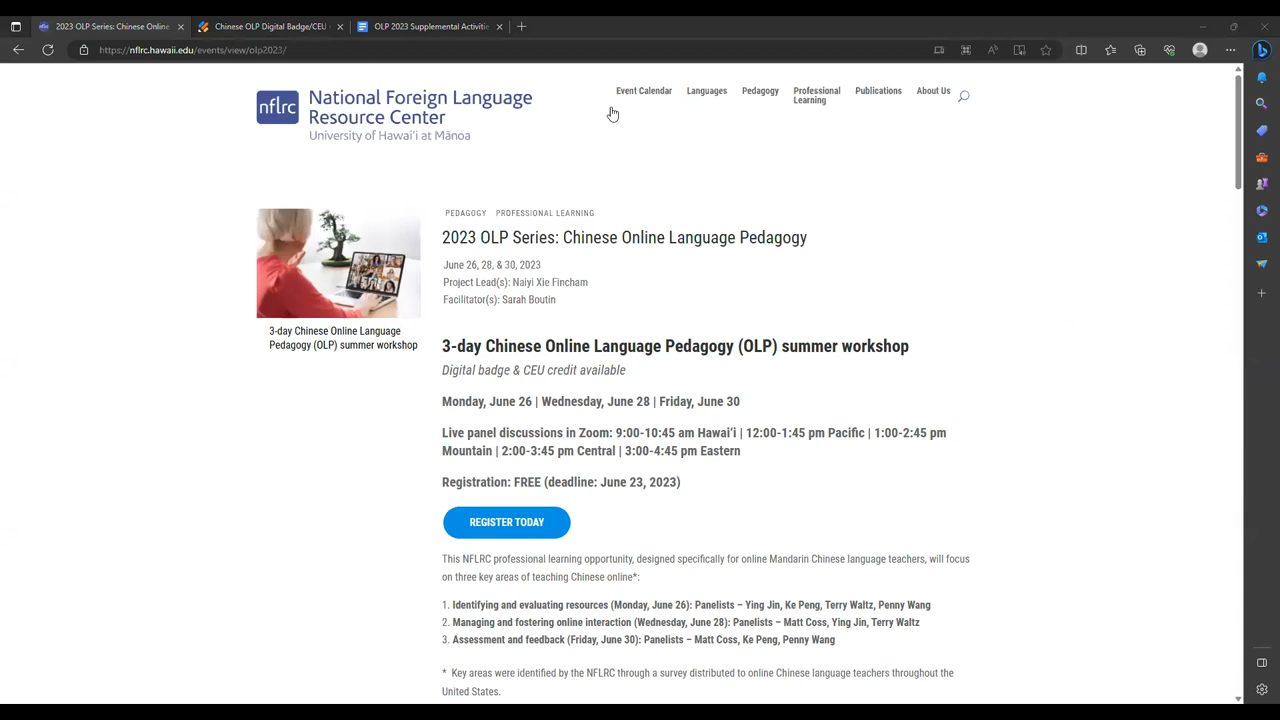 2023 OLP Series: Chinese Online
Chinese OLP Digital Badge/CEU
OLP 2023 Supplemental Activitie
https://nflrc.hawaii.edu/events/view/olp2023/
nflrc
National Foreign Language
Resource Center
University of Hawaiʻi at Mānoa
Event Calendar
Languages
Pedagogy
Professional
Learning
Publications
About Us
PEDAGOGY PROFESSIONAL LEARNING
2023 OLP Series: Chinese Online Language Pedagogy
June 26, 28, & 30, 2023
Project Lead(s): Naiyi Xie Fincham
Facilitator(s): Sarah Boutin
3-day Chinese Online Language
Pedagogy (OLP) summer workshop
3-day Chinese Online Language Pedagogy (OLP) summer workshop
Digital badge & CEU credit available
Monday, June 26 | Wednesday, June 28 | Friday, June 30
Live panel discussions in Zoom: 9:00-10:45 am Hawaiʻi | 12:00-1:45 pm Pacific | 1:00-2:45 pm
Mountain | 2:00-3:45 pm Central | 3:00-4:45 pm Eastern
Registration: FREE (deadline: June 23, 2023)
REGISTER TODAY
This NFLRC professional learning opportunity, designed specifically for online Mandarin Chinese language teachers, will focus
on three key areas of teaching Chinese online*:
1. Identifying and evaluating resources (Monday, June 26): Panelists – Ying Jin, Ke Peng, Terry Waltz, Penny Wang
2. Managing and fostering online interaction (Wednesday, June 28): Panelists – Matt Coss, Ying Jin, Terry Waltz
3. Assessment and feedback (Friday, June 30): Panelists – Matt Coss, Ke Peng, Penny Wang
* Key areas were identified by the NFLRC through a survey distributed to online Chinese language teachers throughout the
United States.